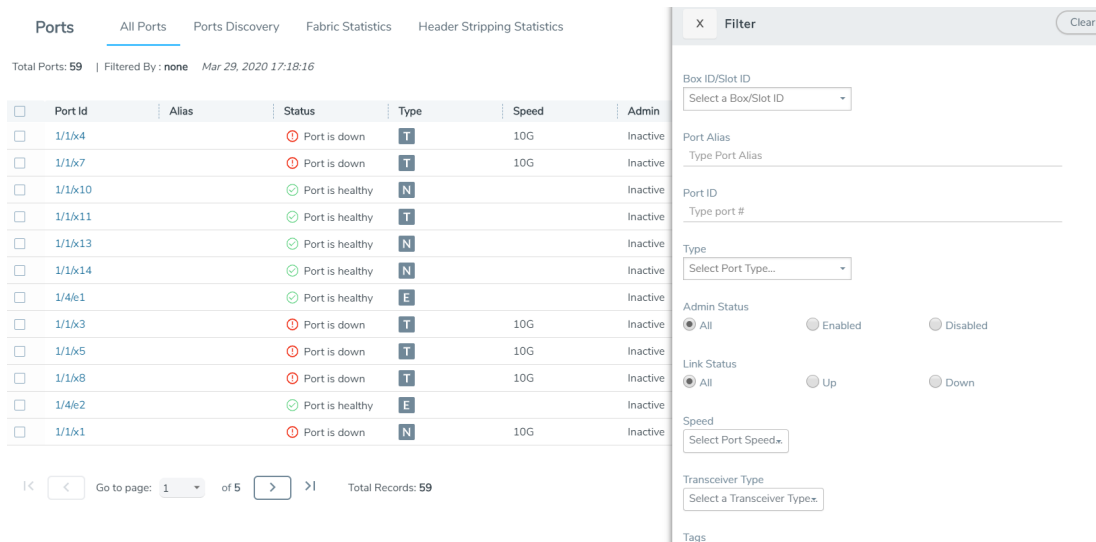 Ports All Ports Ports Discovery Fabric Statistics Header Stripping Statistics
Total Ports: 59 | Filtered By : none Mar 29, 2020 17:18:16
Port Id Alias Status Type Speed Admin
1/1/x4 Port is down T 10G Inactive
1/1/x7 Port is down T 10G Inactive
1/1/x10 Port is healthy N Inactive
1/1/x11 Port is healthy T Inactive
1/1/x13 Port is healthy N Inactive
1/1/x14 Port is healthy N Inactive
1/4/e1 Port is healthy E Inactive
1/1/x3 Port is down T 10G Inactive
1/1/x5 Port is down T 10G Inactive
1/1/x8 Port is down T 10G Inactive
1/4/e2 Port is healthy E Inactive
1/1/x1 Port is down N 10G Inactive
Go to page: 1 of 5 Total Records: 59
X Filter Clear
Box ID/Slot ID
Select a Box/Slot ID
Port Alias
Type Port Alias
Port ID
Type port #
Type
Select Port Type...
Admin Status
All Enabled Disabled
Link Status
All Up Down
Speed
Select Port Speed...
Transceiver Type
Select a Transceiver Type...
Tags